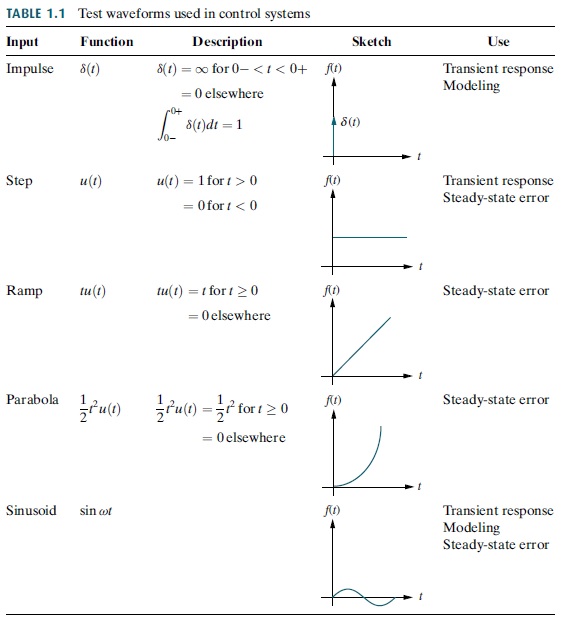 TABLE 1.1 Test waveforms used in control systems
Input Function Description Sketch Use
Impulse δ(t) δ(t) = ∞ for 0− < t < 0+ f(t) Transient response
= 0 elsewhere Modeling
∫0−0+ δ(t)dt = 1 δ(t)
t
Step u(t) u(t) = 1 for t > 0 f(t) Transient response
= 0 for t < 0 Steady-state error
t
Ramp tu(t) tu(t) = t for t ≥ 0 f(t) Steady-state error
= 0 elsewhere
t
Parabola 1/2 t²u(t) 1/2 t²u(t) = 1/2 t² for t ≥ 0 f(t) Steady-state error
= 0 elsewhere
t
Sinusoid sin ωt f(t) Transient response
Modeling
Steady-state error
t